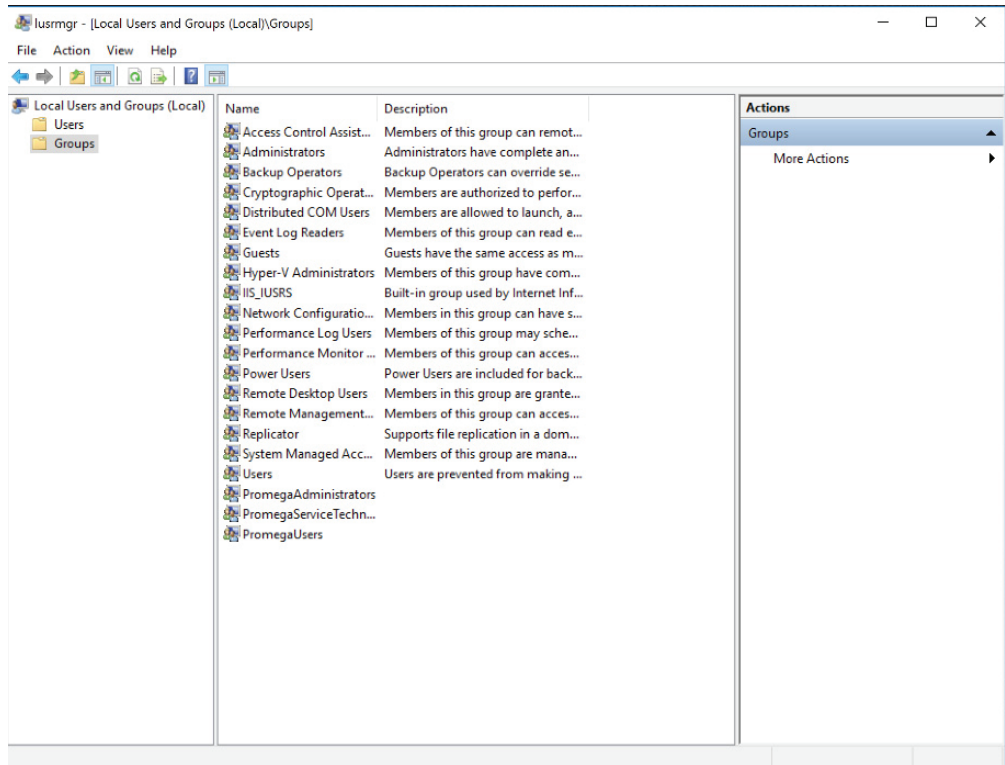 lusrmgr - [Local Users and Groups (Local)\Groups]
File Action View Help
Local Users and Groups (Local)
Users
Groups
Name Description
Access Control Assist... Members of this group can remot...
Administrators Administrators have complete an...
Backup Operators Backup Operators can override se...
Cryptographic Operat... Members are authorized to perfor...
Distributed COM Users Members are allowed to launch, a...
Event Log Readers Members of this group can read e...
Guests Guests have the same access as m...
Hyper-V Administrators Members of this group have com...
IIS_IUSRS Built-in group used by Internet Inf...
Network Configuratio... Members in this group can have s...
Performance Log Users Members of this group may sche...
Performance Monitor ... Members of this group can acces...
Power Users Power Users are included for back...
Remote Desktop Users Members in this group are grante...
Remote Management... Members of this group can acces...
Replicator Supports file replication in a dom...
System Managed Acc... Members of this group are mana...
Users Users are prevented from making ...
PromegaAdministrators
PromegaServiceTechn...
PromegaUsers
Actions
Groups
More Actions